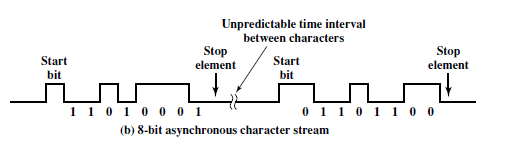 Unpredictable time interval
between characters
Start
bit
Stop
element
Start
bit
Stop
element
1 1 0 1 0 0 0 1
0 1 1 0 1 1 0 0
(b) 8-bit asynchronous character stream